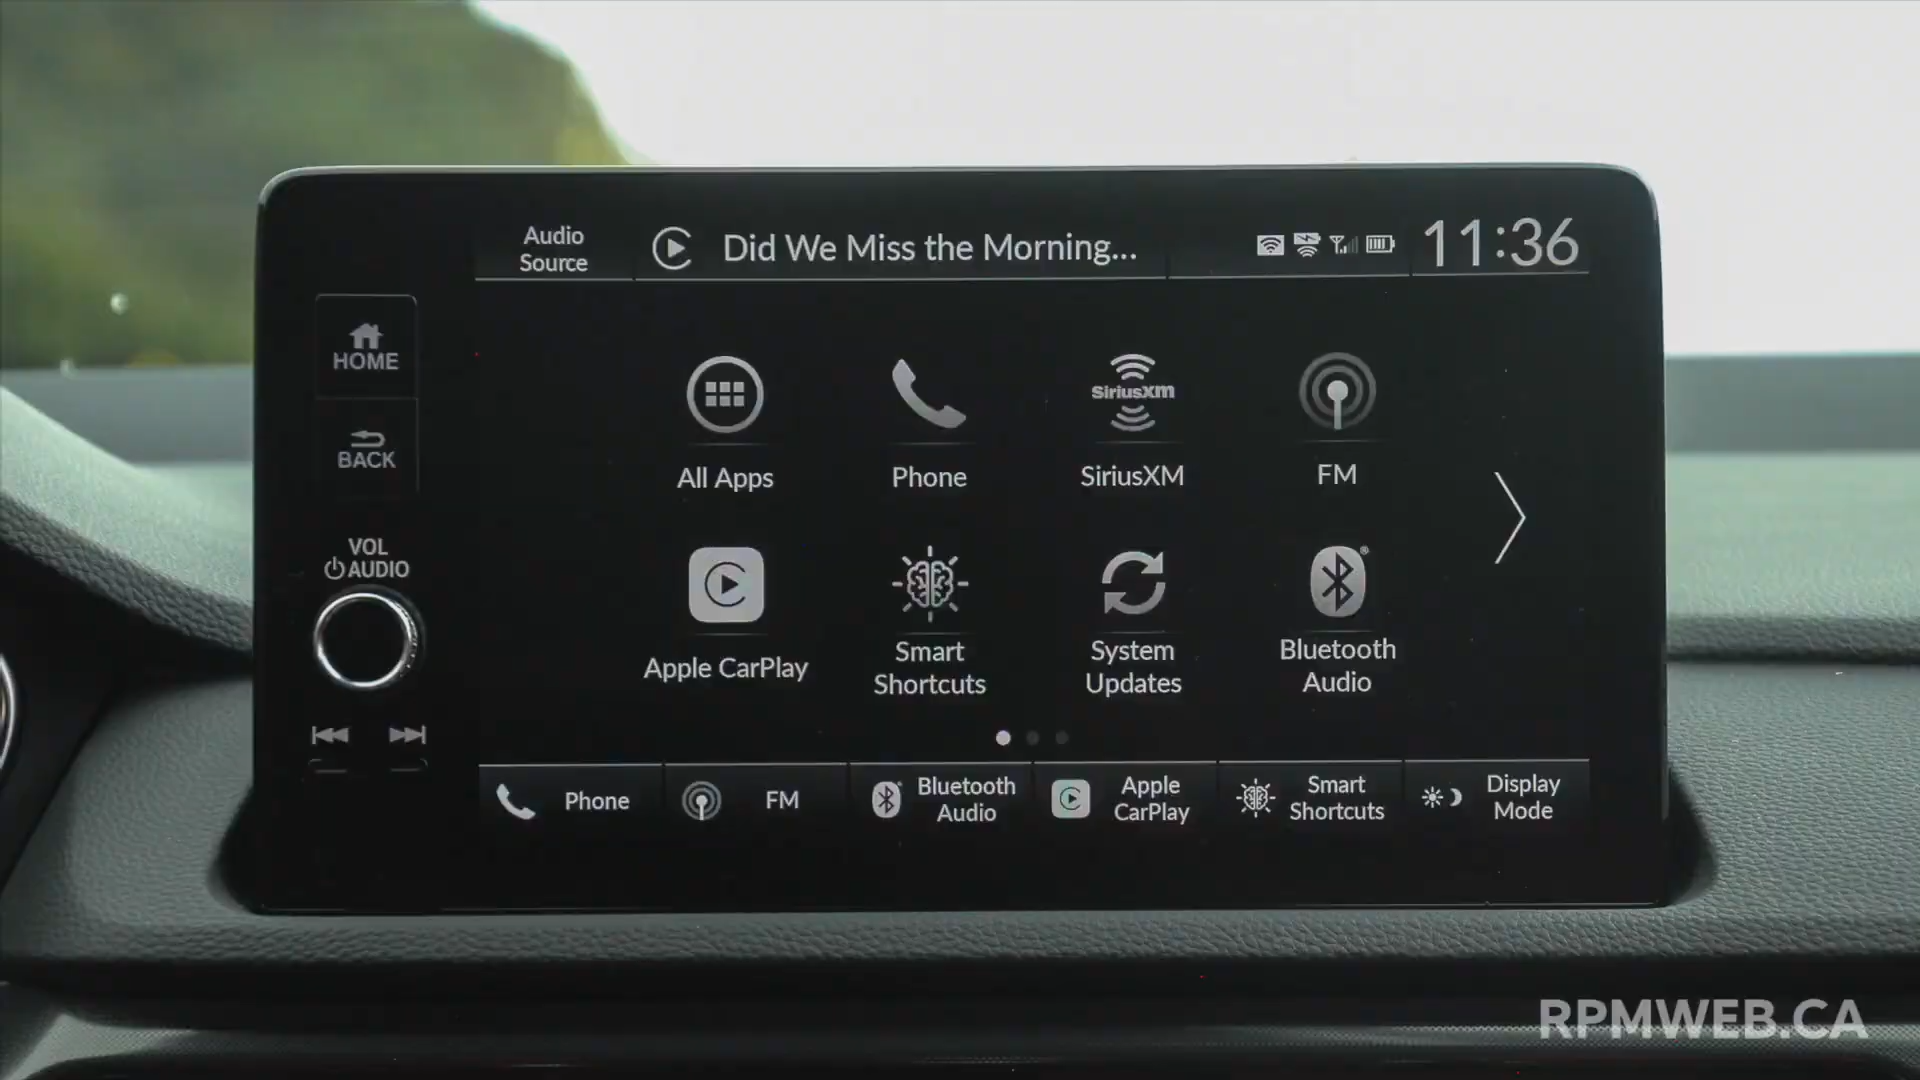 Audio
Source
Did We Miss the Morning...
11:36
HOME
BACK
VOL
AUDIO
All Apps
Phone
SiriusXM
SiriusXM
FM
Apple CarPlay
Smart
Shortcuts
System
Updates
Bluetooth
Audio
Phone
FM
Bluetooth
Audio
Apple
CarPlay
Smart
Shortcuts
Display
Mode
RPMWEB.CA